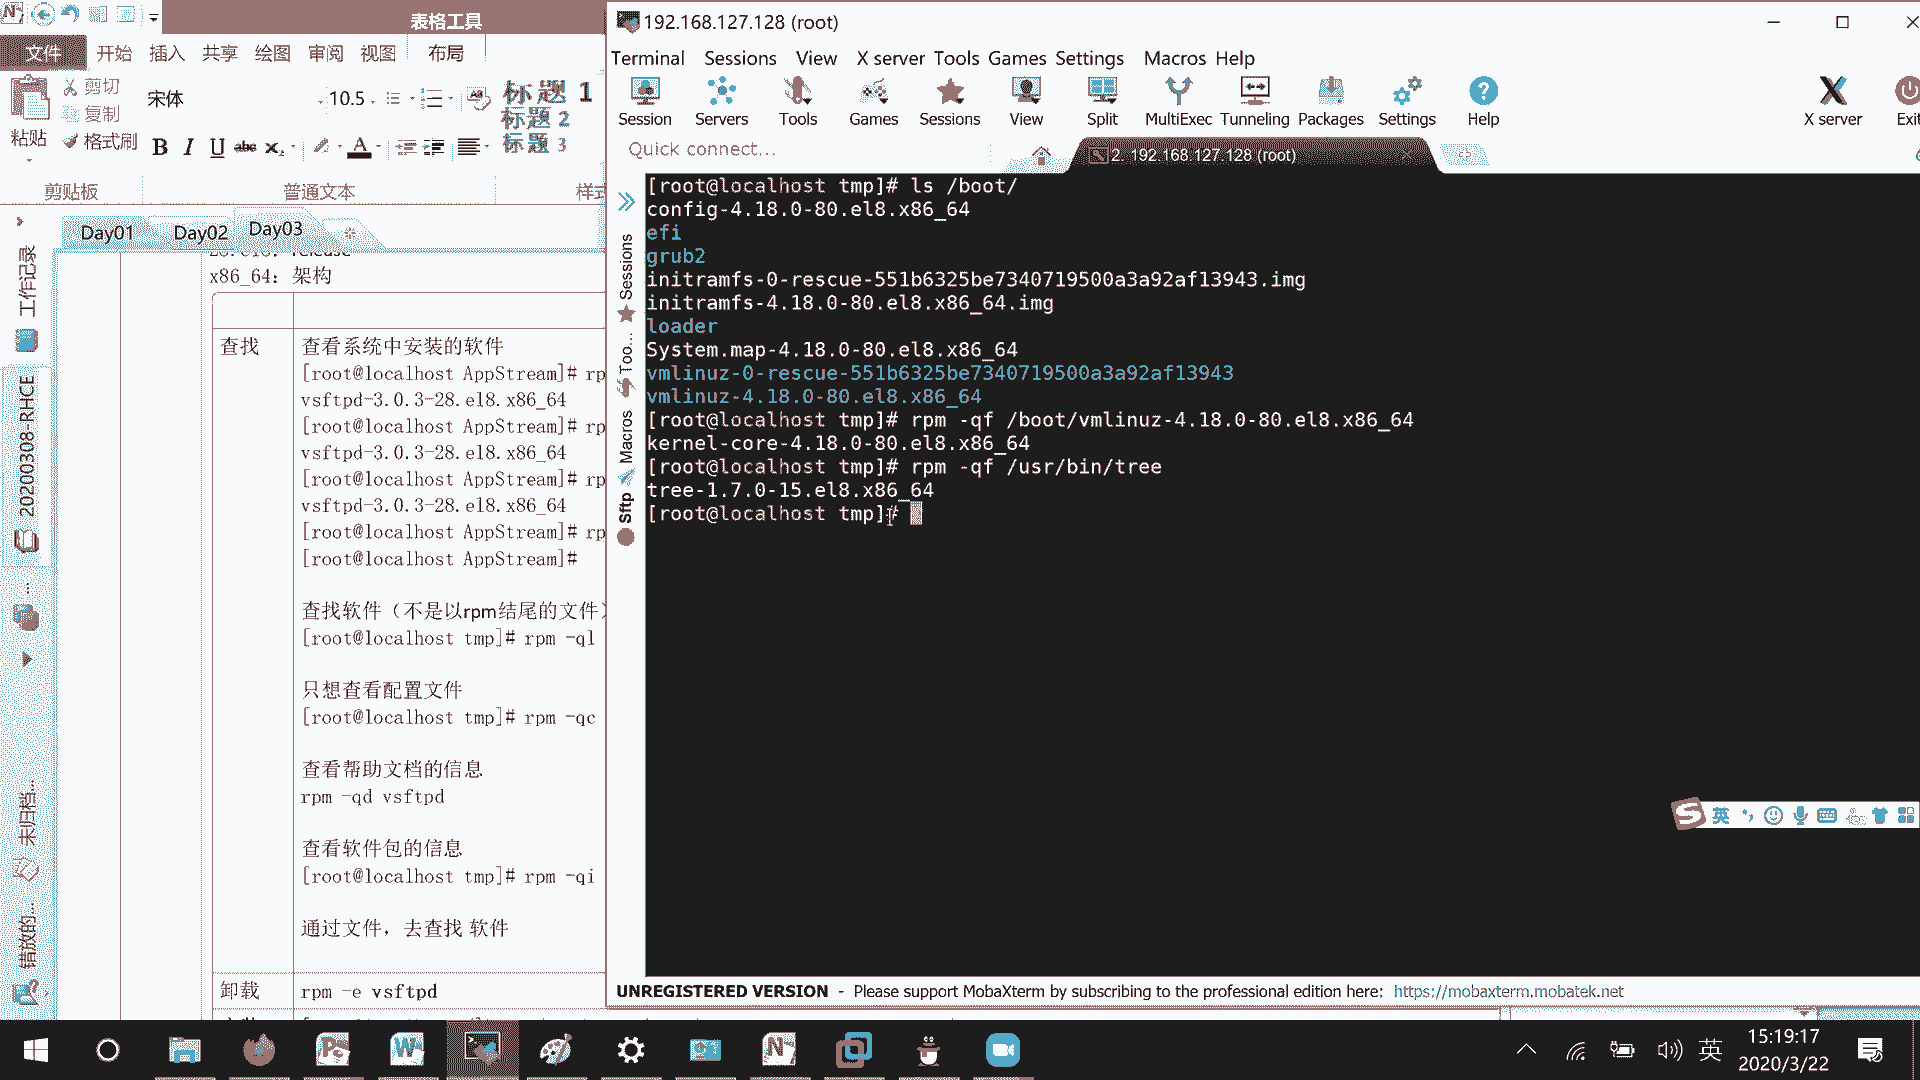 表格工具
文件 开始 插入 共享 绘图 审阅 视图 布局
剪切
复制
粘贴 格式刷
宋体 10.5
标题 1
标题 2
标题 3
剪贴板 普通文本 样式
Day01 Day02 Day03
release
x86_64: 架构
查找
查看系统中安装的软件
[root@localhost AppStream]# rp
vsftpd-3.0.3-28.el8.x86_64
[root@localhost AppStream]# rp
vsftpd-3.0.3-28.el8.x86_64
[root@localhost AppStream]# rp
vsftpd-3.0.3-28.el8.x86_64
[root@localhost AppStream]# rp
[root@localhost AppStream]#
查找软件（不是以rpm结尾的文件）
[root@localhost tmp]# rpm -ql
只想查看配置文件
[root@localhost tmp]# rpm -qc
查看帮助文档的信息
rpm -qd vsftpd
查看软件包的信息
[root@localhost tmp]# rpm -qi
通过文件，去查找 软件
卸载
rpm -e vsftpd
工作记录
20200308-RHCE
...
未归档...
错放的...
192.168.127.128 (root)
Terminal Sessions View X server Tools Games Settings Macros Help
Session Servers Tools Games Sessions View Split MultiExec Tunneling Packages Settings Help X server Exit
Quick connect...
2. 192.168.127.128 (root)
Sessions
Too...
Macros
Sftp
[root@localhost tmp]# ls /boot/
config-4.18.0-80.el8.x86_64
efi
grub2
initramfs-0-rescue-551b6325be7340719500a3a92af13943.img
initramfs-4.18.0-80.el8.x86_64.img
loader
System.map-4.18.0-80.el8.x86_64
vmlinuz-0-rescue-551b6325be7340719500a3a92af13943
vmlinuz-4.18.0-80.el8.x86_64
[root@localhost tmp]# rpm -qf /boot/vmlinuz-4.18.0-80.el8.x86_64
kernel-core-4.18.0-80.el8.x86_64
[root@localhost tmp]# rpm -qf /usr/bin/tree
tree-1.7.0-15.el8.x86_64
[root@localhost tmp]#
英
UNREGISTERED VERSION - Please support MobaXterm by subscribing to the professional edition here: https://mobaxterm.mobatek.net
英
15:19:17
2020/3/22